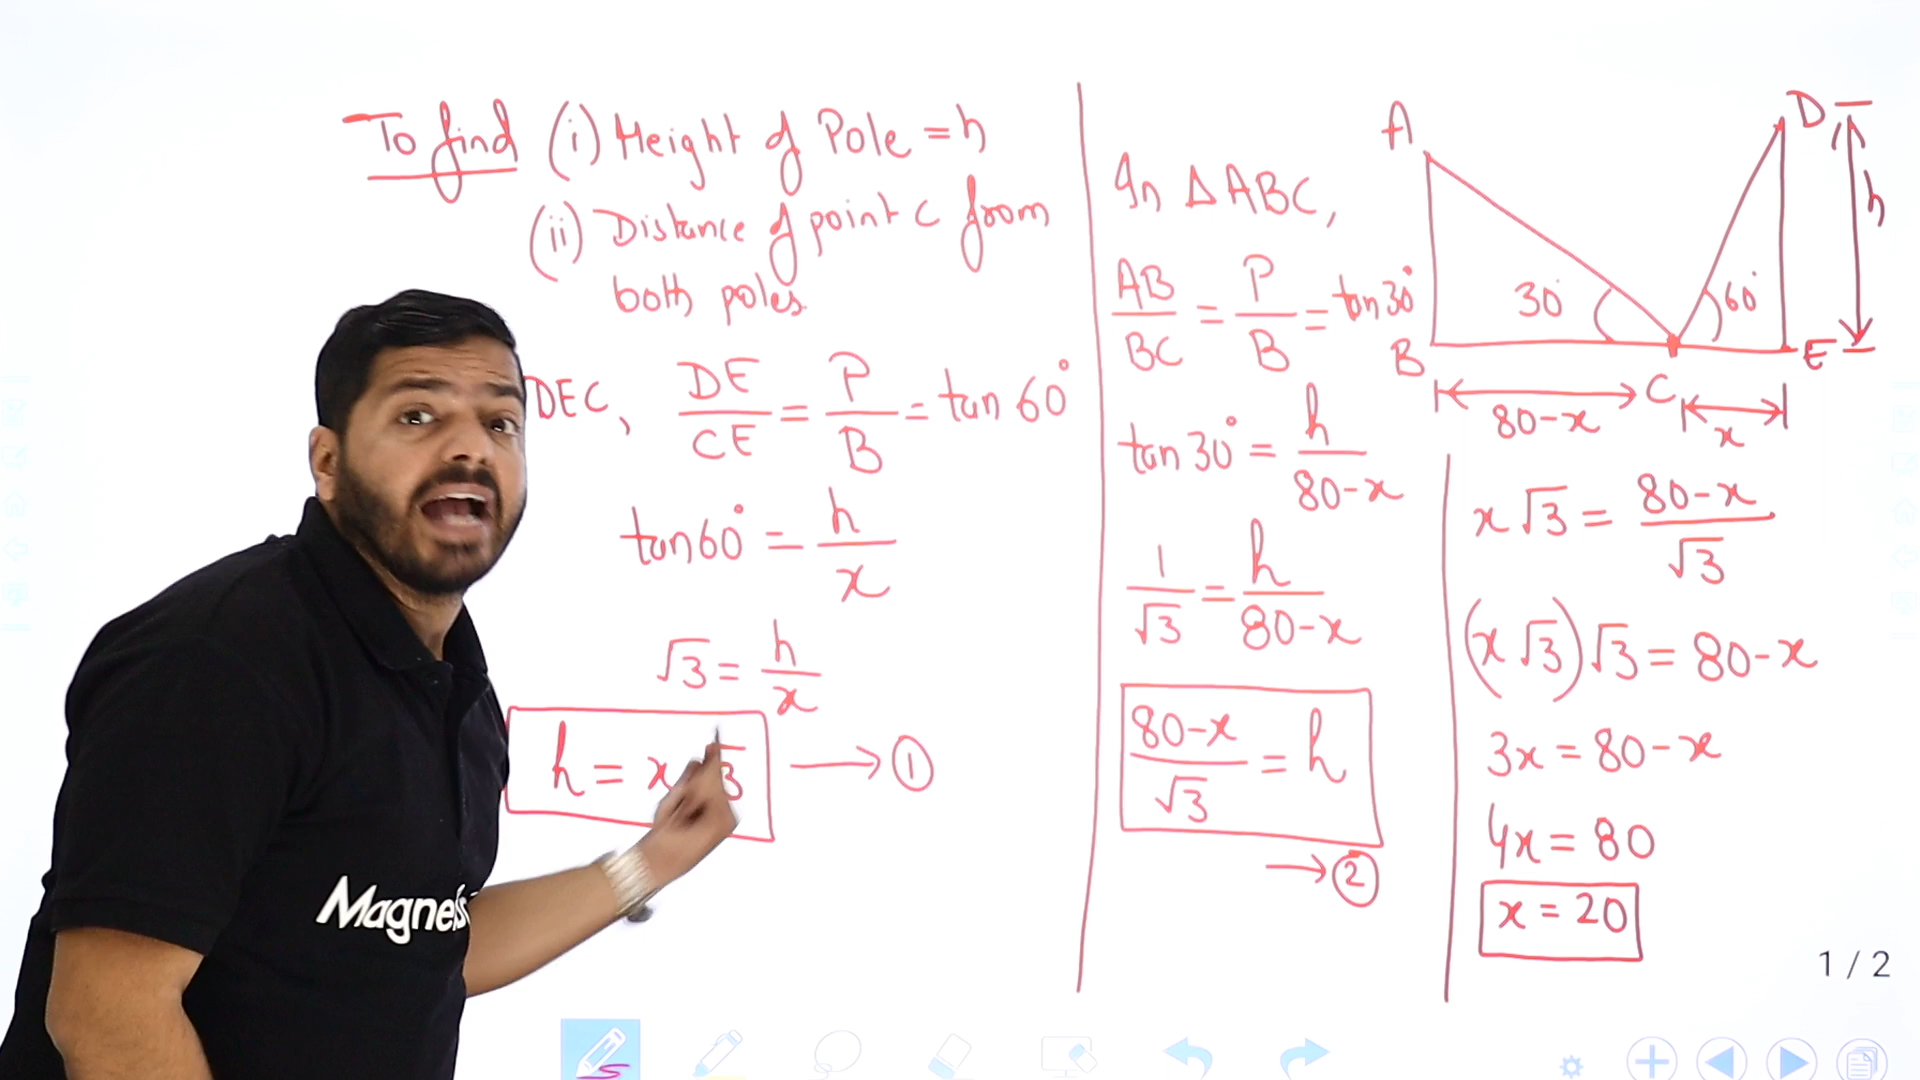 To find (i) Height of Pole = h
(ii) Distance of point C from
both poles
DEC, DE/CE = P/B = tan 60°
tan60° = h/x
√3 = h/x
h = x√3 → ①
In Δ ABC,
AB/BC = P/B = tan30°
tan 30° = h/80-x
1/√3 = h/80-x
80-x/√3 = h
→ ②
A
D
h
30°
60°
B
C
E
80-x
x
x√3 = 80-x/√3
(x√3)√3 = 80-x
3x = 80-x
4x = 80
x = 20
1 / 2